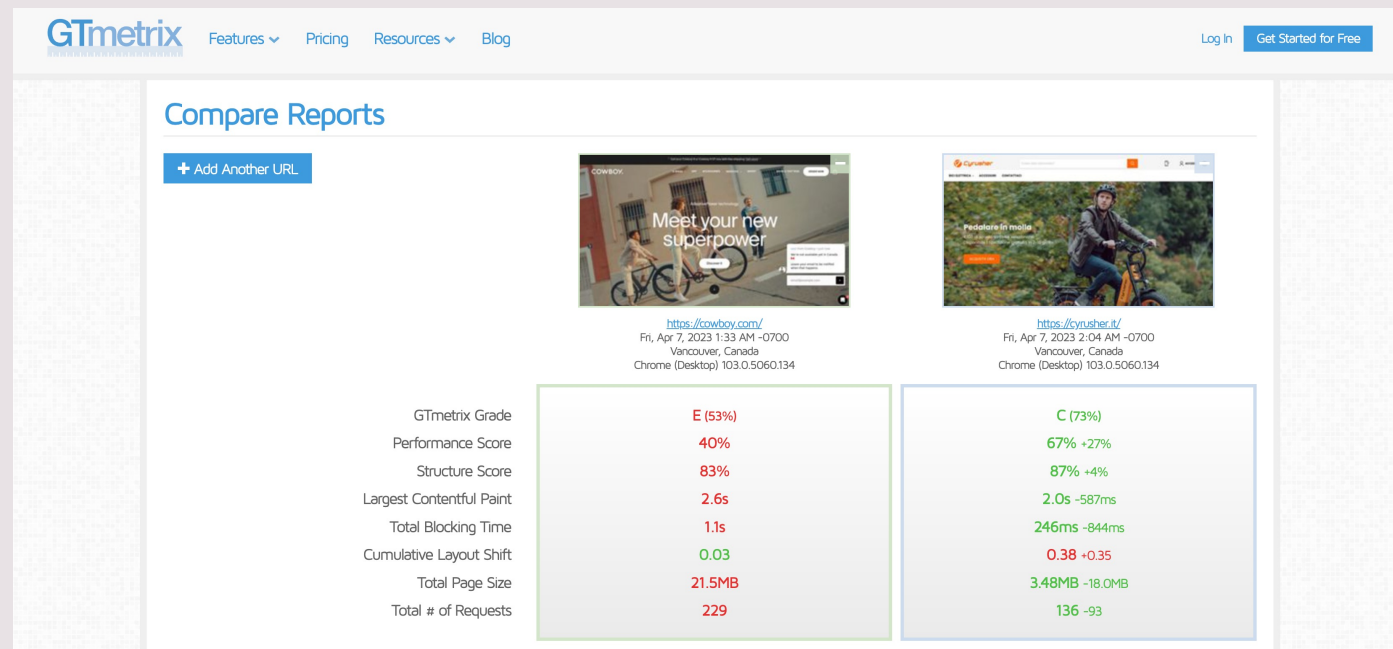 GTmetrix
Features Pricing Resources Blog
Log In Get Started for Free
Compare Reports
+ Add Another URL
COWBOY.
Meet your new
superpower
Discover it
Cyrusher
BICI ELETTRICA ACCESSORI CONTATTACI
Pedalare in molla
https://cowboy.com/
Fri, Apr 7, 2023 1:33 AM -0700
Vancouver, Canada
Chrome (Desktop) 103.0.5060.134
https://cyrusher.it/
Fri, Apr 7, 2023 2:04 AM -0700
Vancouver, Canada
Chrome (Desktop) 103.0.5060.134
GTmetrix Grade E (53%) C (73%)
Performance Score 40% 67% +27%
Structure Score 83% 87% +4%
Largest Contentful Paint 2.6s 2.0s -587ms
Total Blocking Time 1.1s 246ms -844ms
Cumulative Layout Shift 0.03 0.38 +0.35
Total Page Size 21.5MB 3.48MB -18.0MB
Total # of Requests 229 136 -93